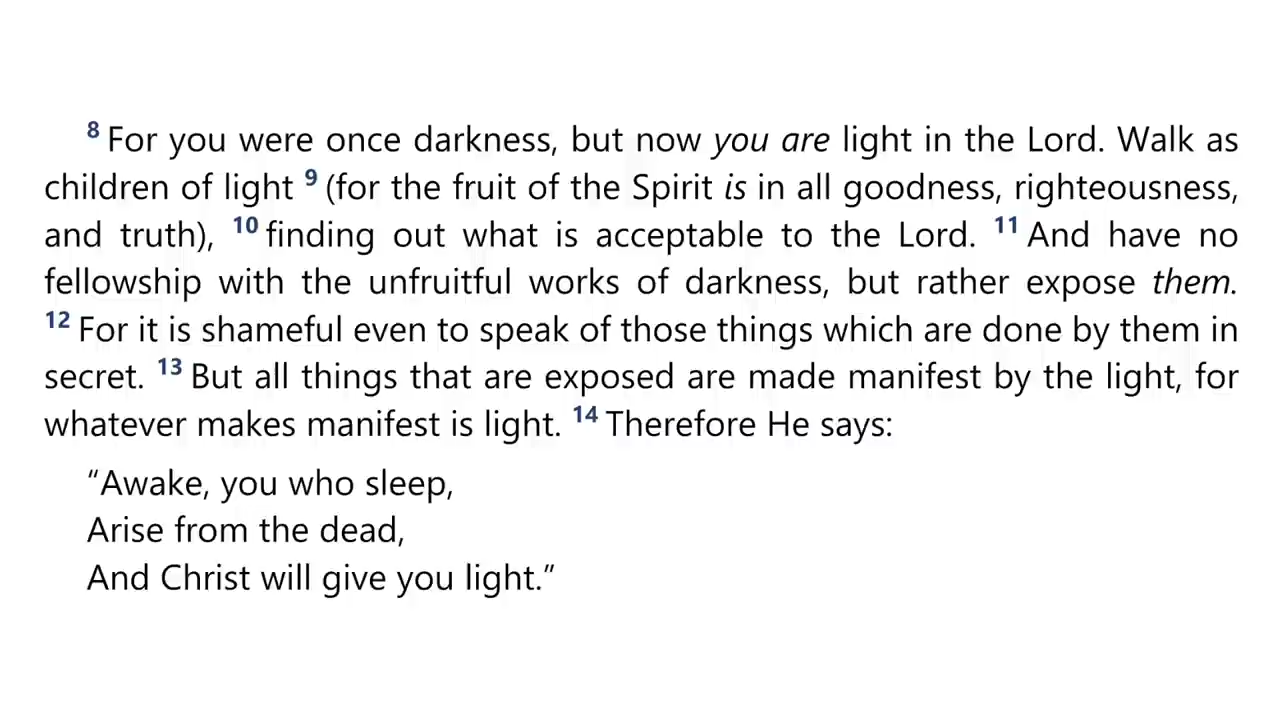 8 For you were once darkness, but now you are light in the Lord. Walk as
children of light 9 (for the fruit of the Spirit is in all goodness, righteousness,
and truth), 10 finding out what is acceptable to the Lord. 11 And have no
fellowship with the unfruitful works of darkness, but rather expose them.
12 For it is shameful even to speak of those things which are done by them in
secret. 13 But all things that are exposed are made manifest by the light, for
whatever makes manifest is light. 14 Therefore He says:
“Awake, you who sleep,
Arise from the dead,
And Christ will give you light.”